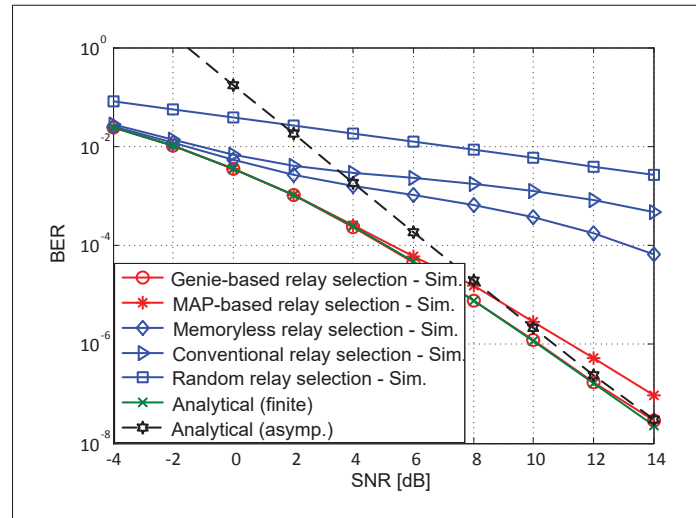 10^0
10^-2
10^-4
10^-6
10^-8
BER
Genie-based relay selection - Sim.
MAP-based relay selection - Sim.
Memoryless relay selection - Sim.
Conventional relay selection - Sim.
Random relay selection - Sim.
Analytical (finite)
Analytical (asymp.)
-4 -2 0 2 4 6 8 10 12 14
SNR [dB]